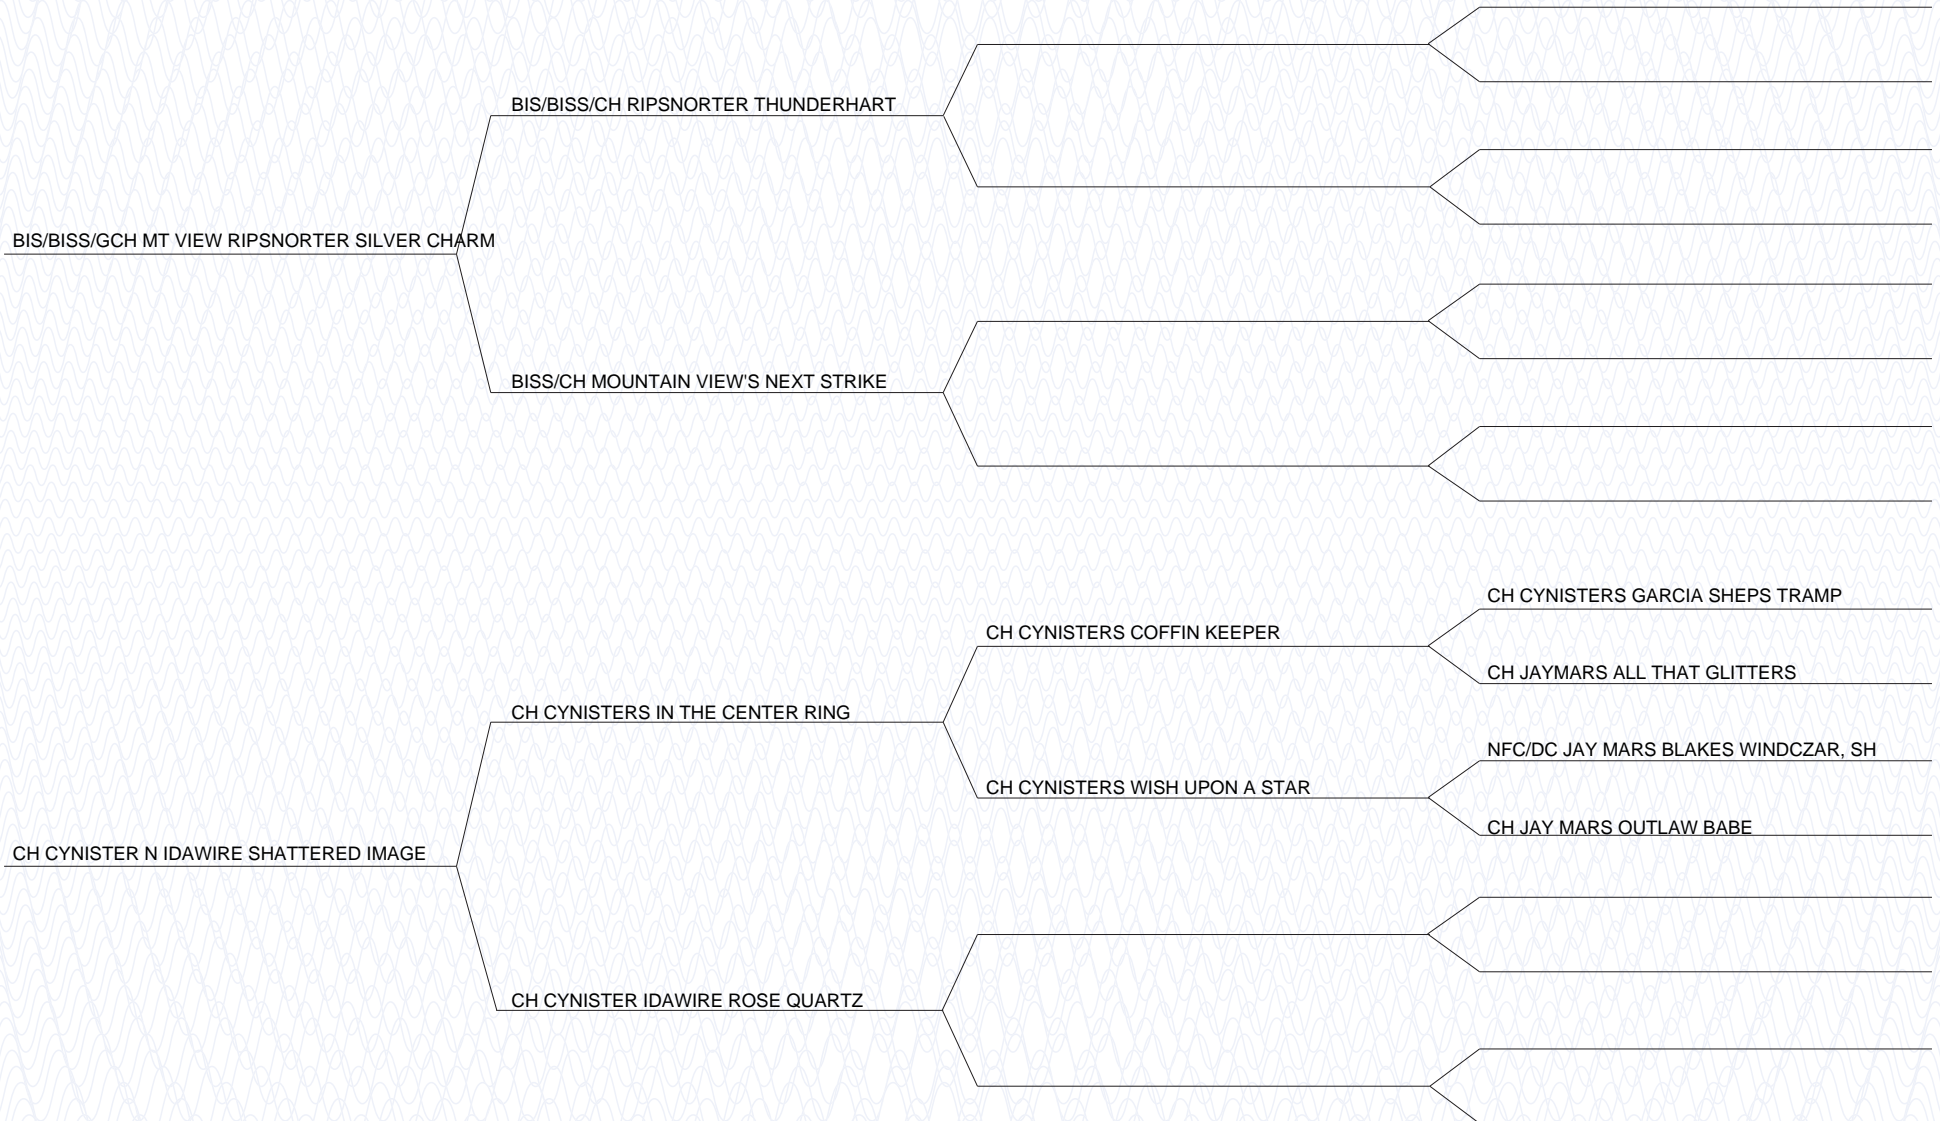 BIS/BISS/CH RIPSNORTER THUNDERHART
BIS/BISS/GCH MT VIEW RIPSNORTER SILVER CHARM
BISS/CH MOUNTAIN VIEW'S NEXT STRIKE
CH CYNISTERS GARCIA SHEPS TRAMP
CH CYNISTERS COFFIN KEEPER
CH JAYMARS ALL THAT GLITTERS
CH CYNISTERS IN THE CENTER RING
NFC/DC JAY MARS BLAKES WINDCZAR, SH
CH CYNISTERS WISH UPON A STAR
CH JAY MARS OUTLAW BABE
CH CYNISTER N IDAWIRE SHATTERED IMAGE
CH CYNISTER IDAWIRE ROSE QUARTZ